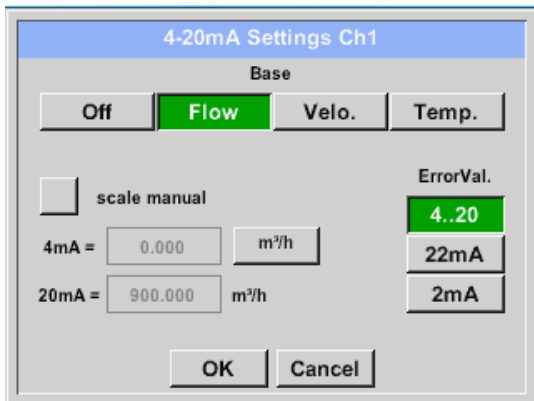 4-20mA Settings Ch1
Base
Off Flow Velo. Temp.
ErrorVal.
scale manual
4..20
4mA = 0.000 m³/h
22mA
20mA = 900.000 m³/h
2mA
OK Cancel